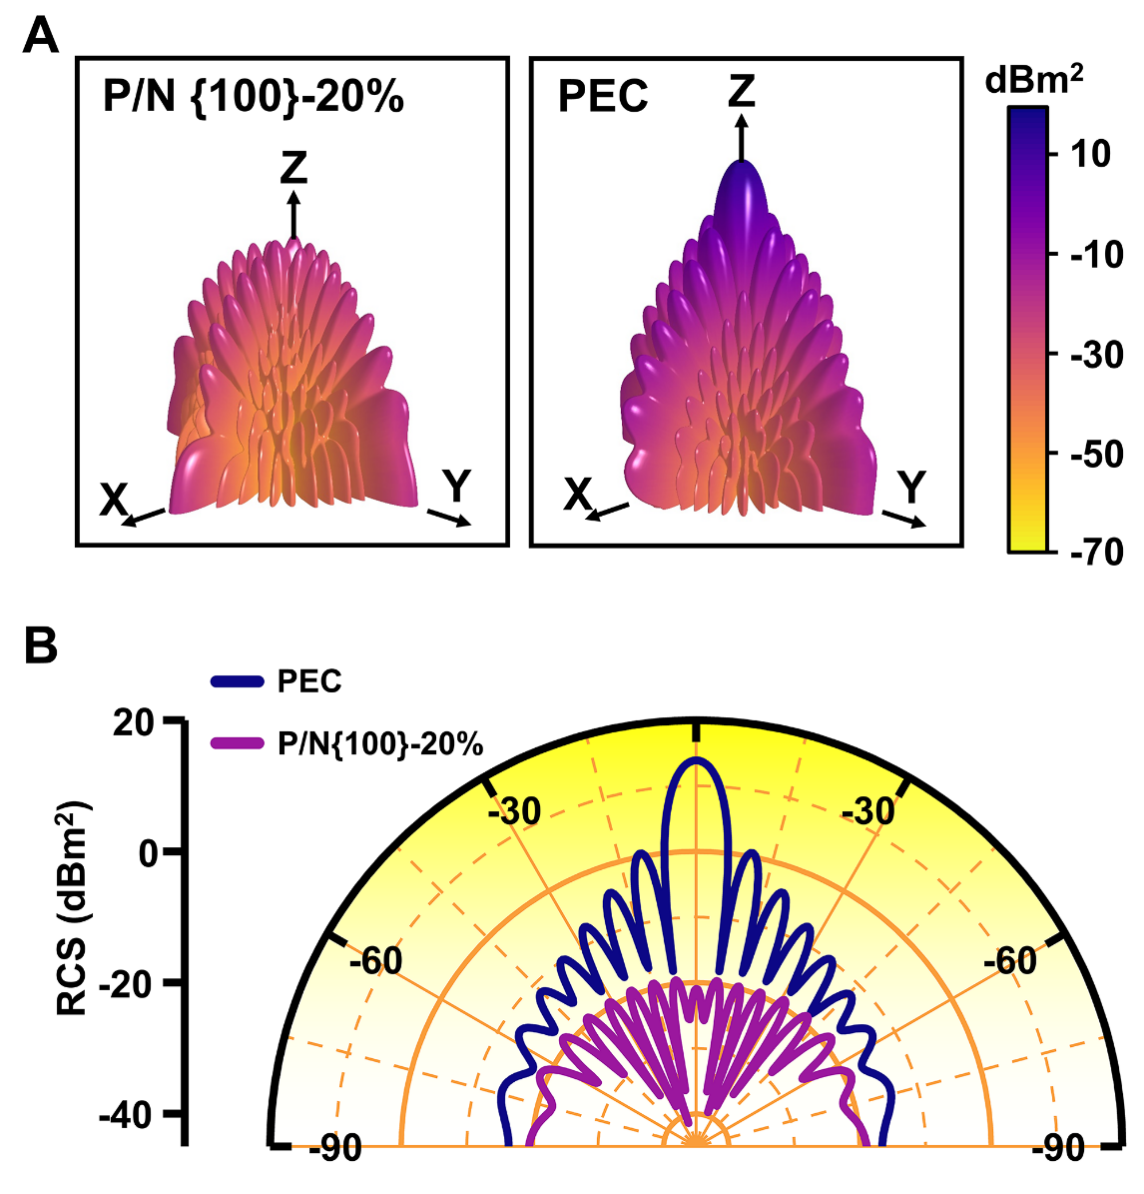 A
P/N {100}-20%
Z
X
Y
PEC
Z
X
Y
dBm²
10
-10
-30
-50
-70
B
PEC
P/N{100}-20%
RCS (dBm²)
20
0
-20
-40
-30
-30
-60
-60
-90
-90